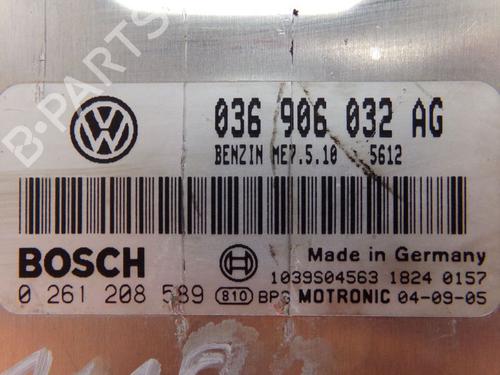 B-PARTS
036 906 032 AG
BENZIN ME7.5.10 5612
Made in Germany
BOSCH
1039S04563 1824 0157
0 261 208 589 810 BPG MOTRONIC 04-09-05